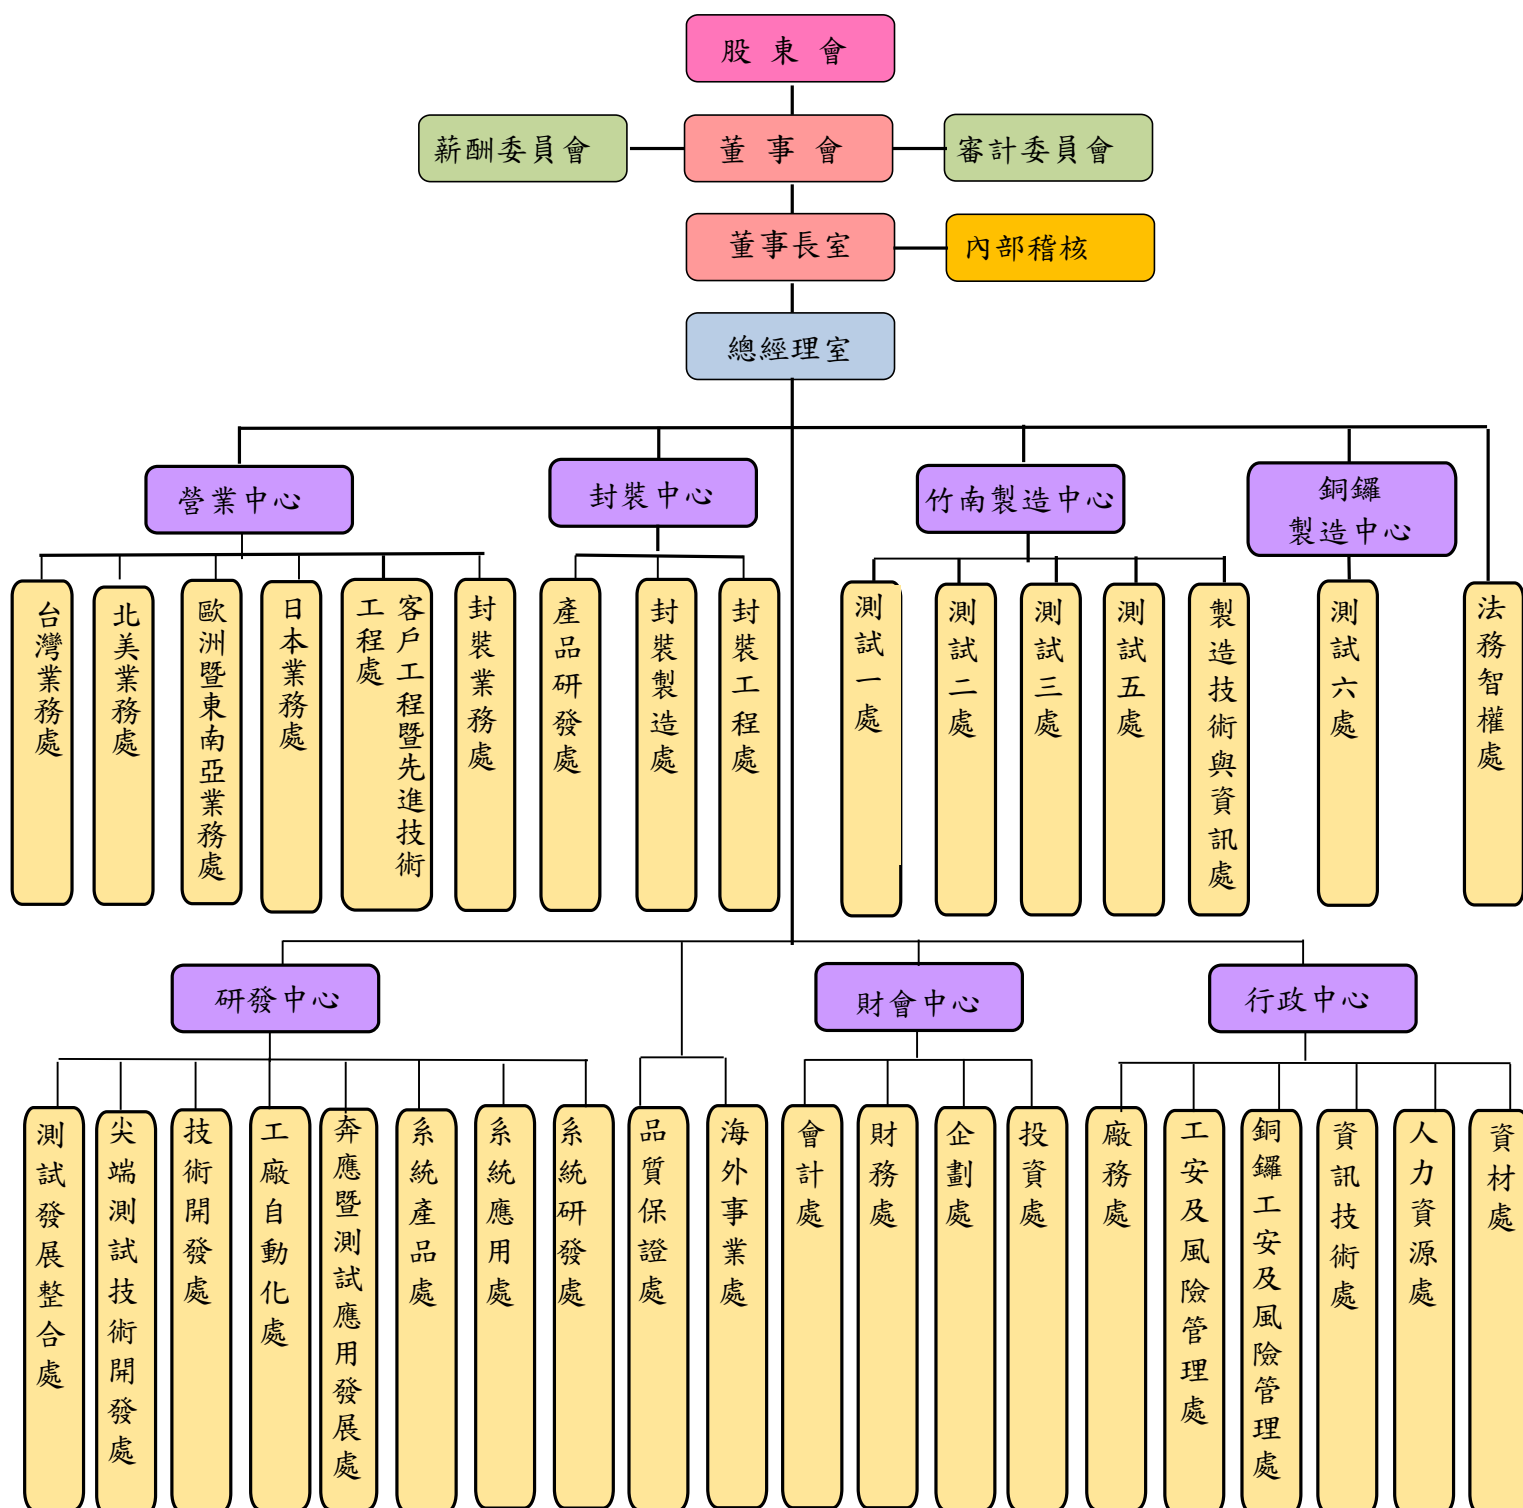 股東會
薪酬委員會
董事會
審計委員會
董事長室
內部稽核
總經理室
營業中心
封裝中心
竹南製造中心
銅鑼
製造中心
台灣業務處
北美業務處
歐洲暨東南亞業務處
日本業務處
客戶工程暨先進技術
工程處
封裝業務處
產品研發處
封裝製造處
封裝工程處
測試一處
測試二處
測試三處
測試五處
製造技術與資訊處
測試六處
法務智權處
研發中心
財會中心
行政中心
測試發展整合處
尖端測試技術開發處
技術開發處
工廠自動化處
奔應暨測試應用發展處
系統產品處
系統應用處
系統研發處
品質保證處
海外事業處
會計處
財務處
企劃處
投資處
廠務處
工安及風險管理處
銅鑼工安及風險管理處
資訊技術處
人力資源處
資材處